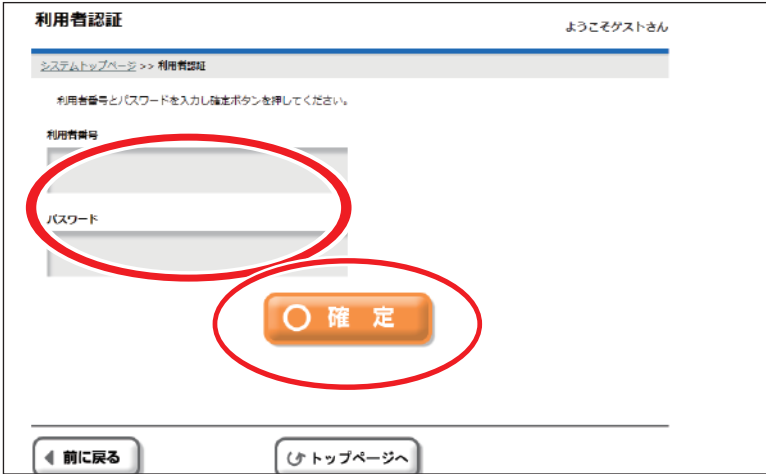 利用者認証
ようこそゲストさん
システムトップページ >> 利用者認証
利用者番号とパスワードを入力し確定ボタンを押してください。
利用者番号
パスワード
確 定
前に戻る
トップページへ